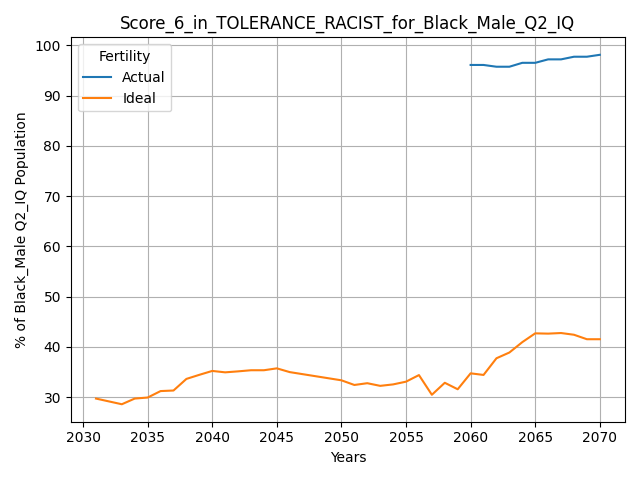 Score_6_in_TOLERANCE_RACIST_for_Black_Male_Q2_IQ
Fertility
Actual
Ideal
% of Black_Male Q2_IQ Population
100
90
80
70
60
50
40
30
2030 2035 2040 2045 2050 2055 2060 2065 2070
Years